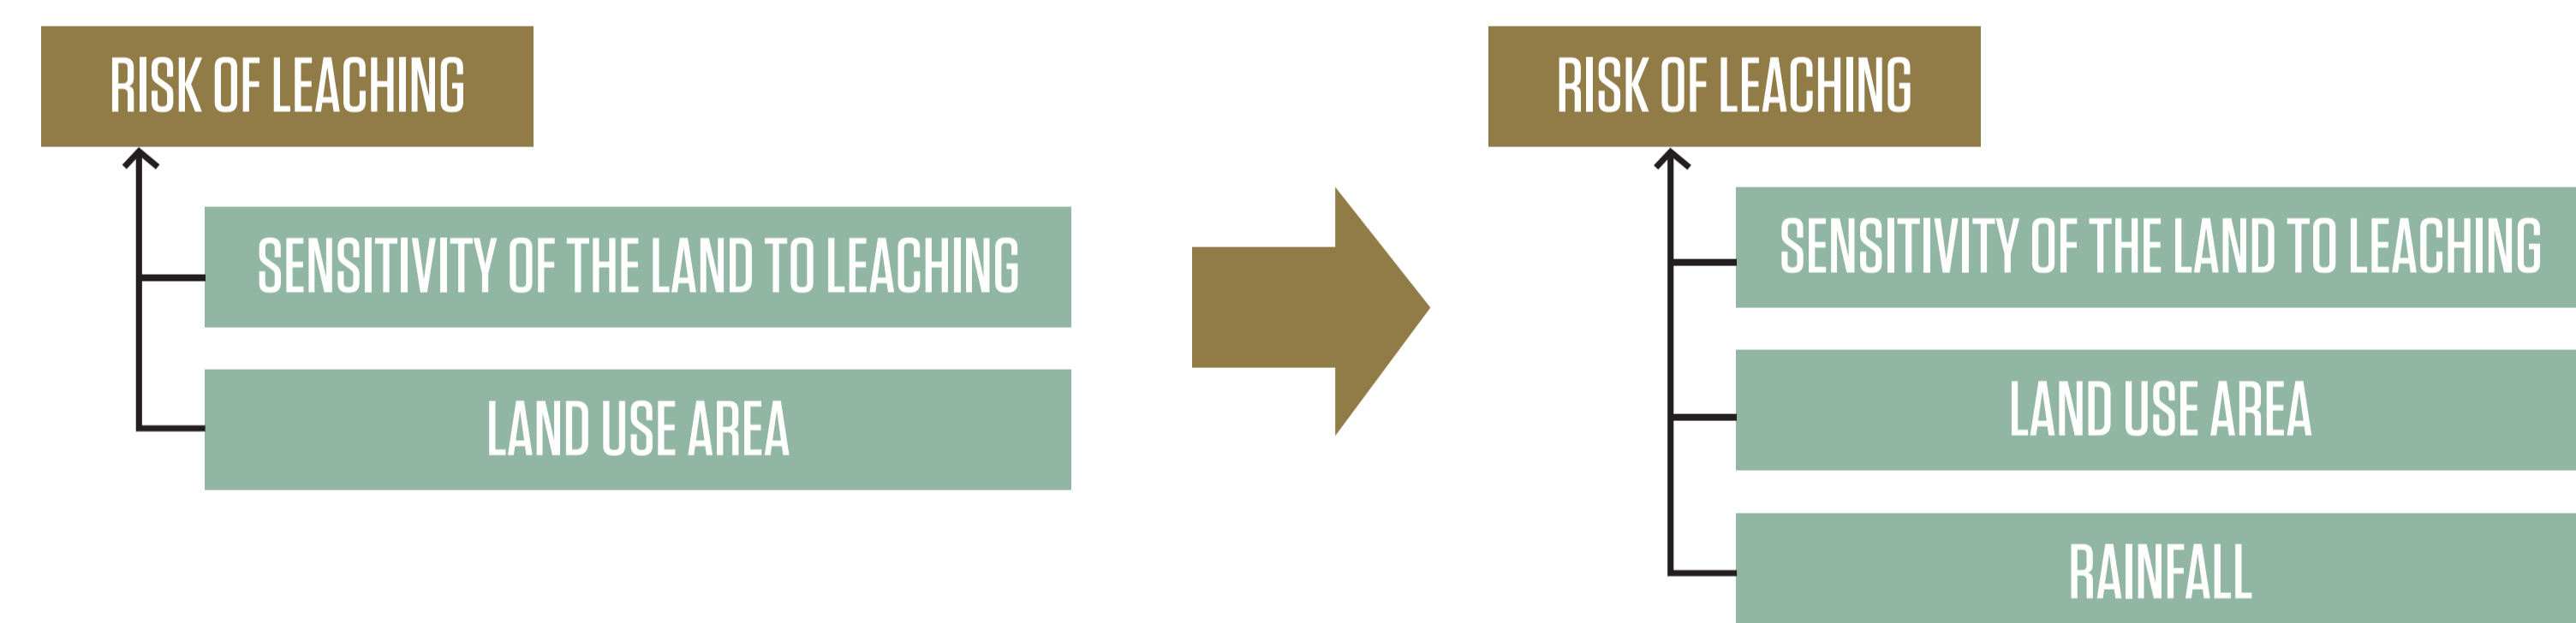 RISK OF LEACHING
SENSITIVITY OF THE LAND TO LEACHING
LAND USE AREA
RISK OF LEACHING
SENSITIVITY OF THE LAND TO LEACHING
LAND USE AREA
RAINFALL